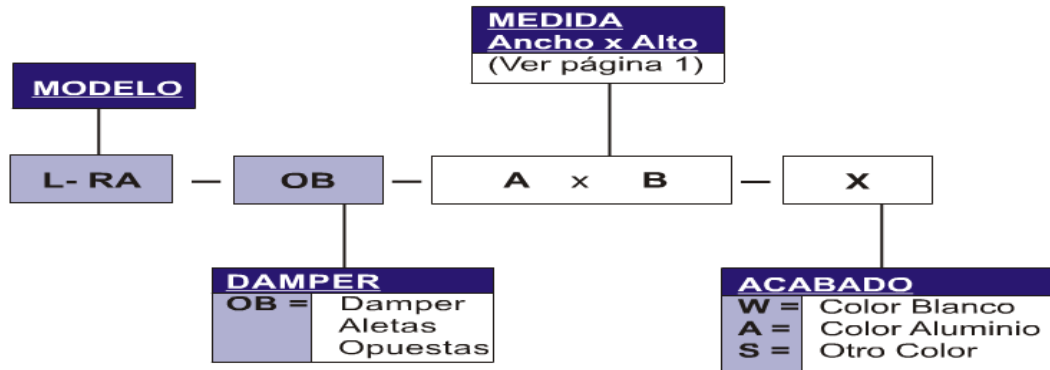 MEDIDA
Ancho x Alto
(Ver página 1)
MODELO
L- RA — OB — A x B — X
DAMPER
OB = Damper
Aletas
Opuestas
ACABADO
W = Color Blanco
A = Color Aluminio
S = Otro Color